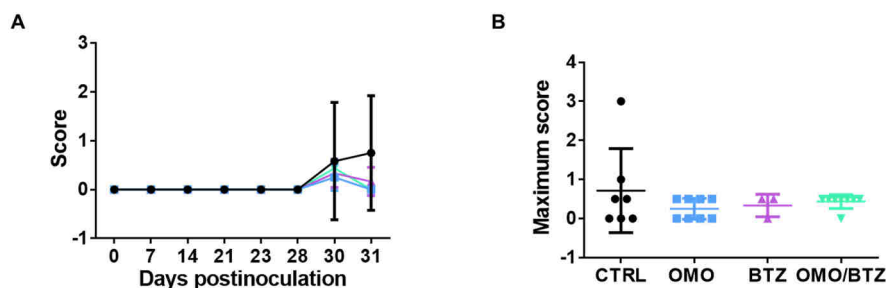 A
3
2
1
0
-1
Score
0 7 14 21 23 28 30 31
Days postinoculation
B
4
3
2
1
0
-1
Maximum score
CTRL OMO BTZ OMO/BTZ